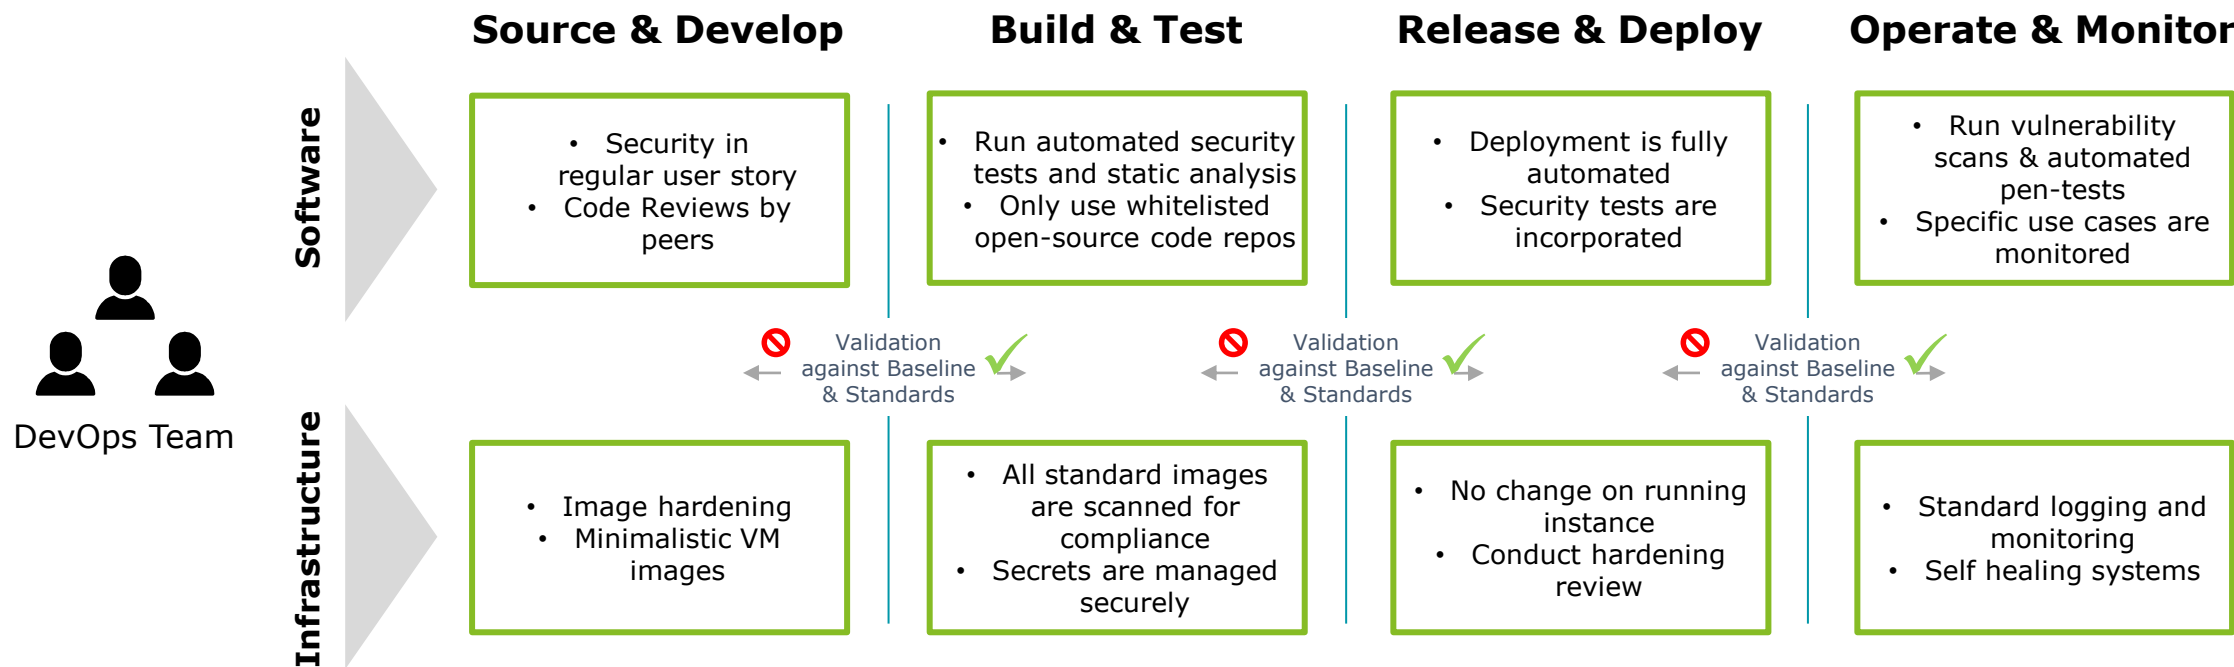 Source & Develop
Build & Test
Release & Deploy
Operate & Monitor
Software
• Security in
regular user story
• Code Reviews by
peers
• Run automated security
tests and static analysis
• Only use whitelisted
open-source code repos
• Deployment is fully
automated
• Security tests are
incorporated
• Run vulnerability
scans & automated
pen-tests
• Specific use cases are
monitored
Validation
against Baseline
& Standards
Validation
against Baseline
& Standards
Validation
against Baseline
& Standards
DevOps Team
Infrastructure
• Image hardening
• Minimalistic VM
images
• All standard images
are scanned for
compliance
• Secrets are managed
securely
• No change on running
instance
• Conduct hardening
review
• Standard logging and
monitoring
• Self healing systems